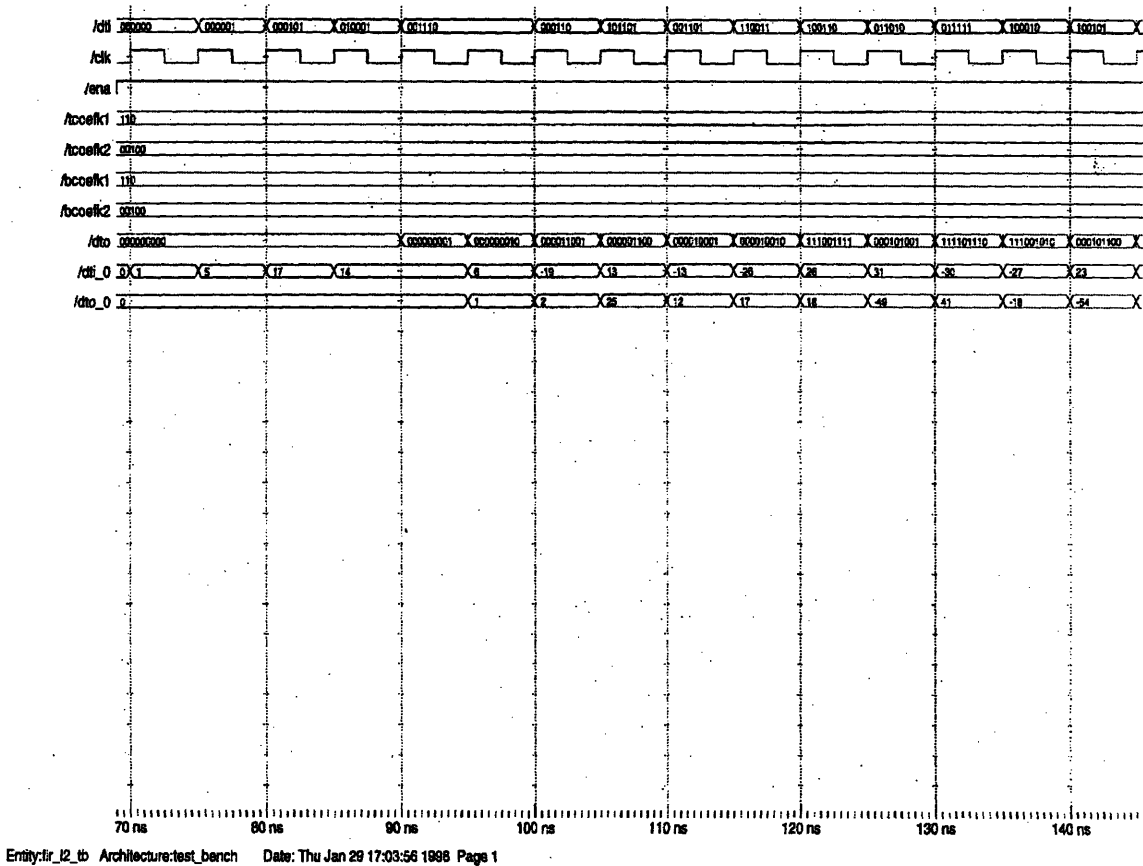 /dti 000000 000001 000101 010001 001110 000110 101101 001101 110011 100110 011010 011111 100010 100101
/clk
/ena
/tcoefk1 110
/tcoefk2 00100
/bcoefk1 110
/bcoefk2 00100
/dto 000000000 000000001 000000010 000011001 000001100 000010001 000010010 111001111 000101001 111101110 111001010 000101100
/dti_0 0 1 5 17 14 6 -19 13 -13 -26 26 31 -30 -27 23
/dto_0 0 1 2 25 12 17 18 -49 41 -18 -54
70 ns 80 ns 90 ns 100 ns 110 ns 120 ns 130 ns 140 ns
Entity:fir_l2_tb Architecture:test_bench Date: Thu Jan 29 17:03:56 1998 Page 1